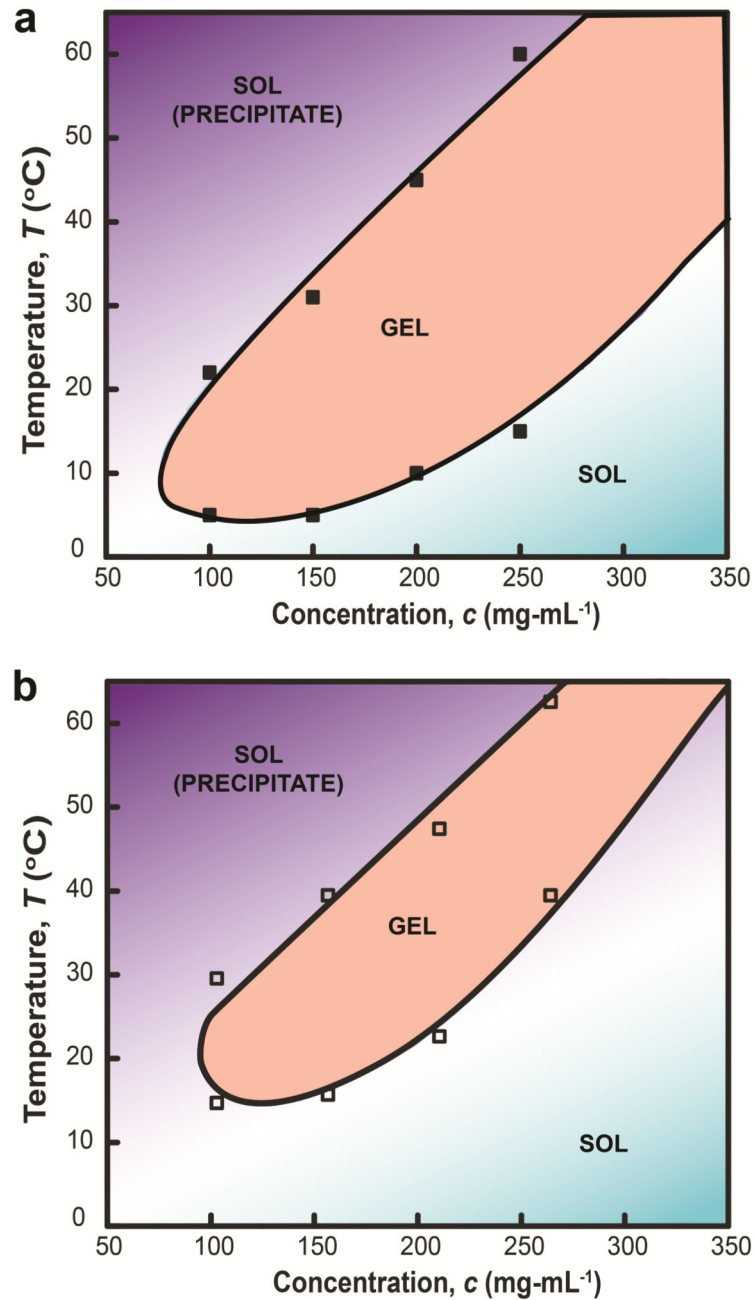 a
60
50
40
30
20
10
0
Temperature, T (°C)
SOL
(PRECIPITATE)
GEL
SOL
50 100 150 200 250 300 350
Concentration, c (mg-mL⁻¹)
b
60
50
40
30
20
10
0
Temperature, T (°C)
SOL
(PRECIPITATE)
GEL
SOL
50 100 150 200 250 300 350
Concentration, c (mg-mL⁻¹)